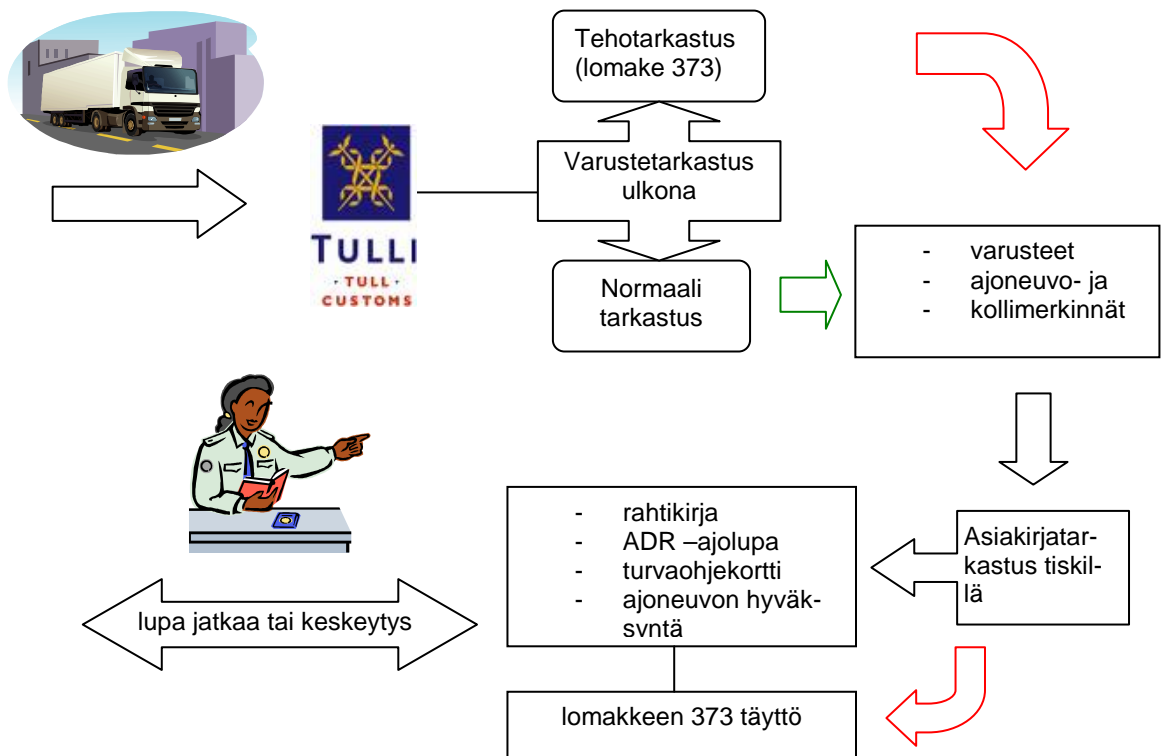 Tehotarkastus
(lomake 373)
Varustetarkastus
ulkona
TULLI
· TULL ·
CUSTOMS
Normaali
tarkastus
- varusteet
- ajoneuvo- ja
- kollimerkinnät
Asiakirjatar-
kastus tiskil-
lä
- rahtikirja
- ADR –ajolupa
- turvaohjekortti
- ajoneuvon hyväk-
syntä
lupa jatkaa tai keskeytys
lomakkeen 373 täyttö